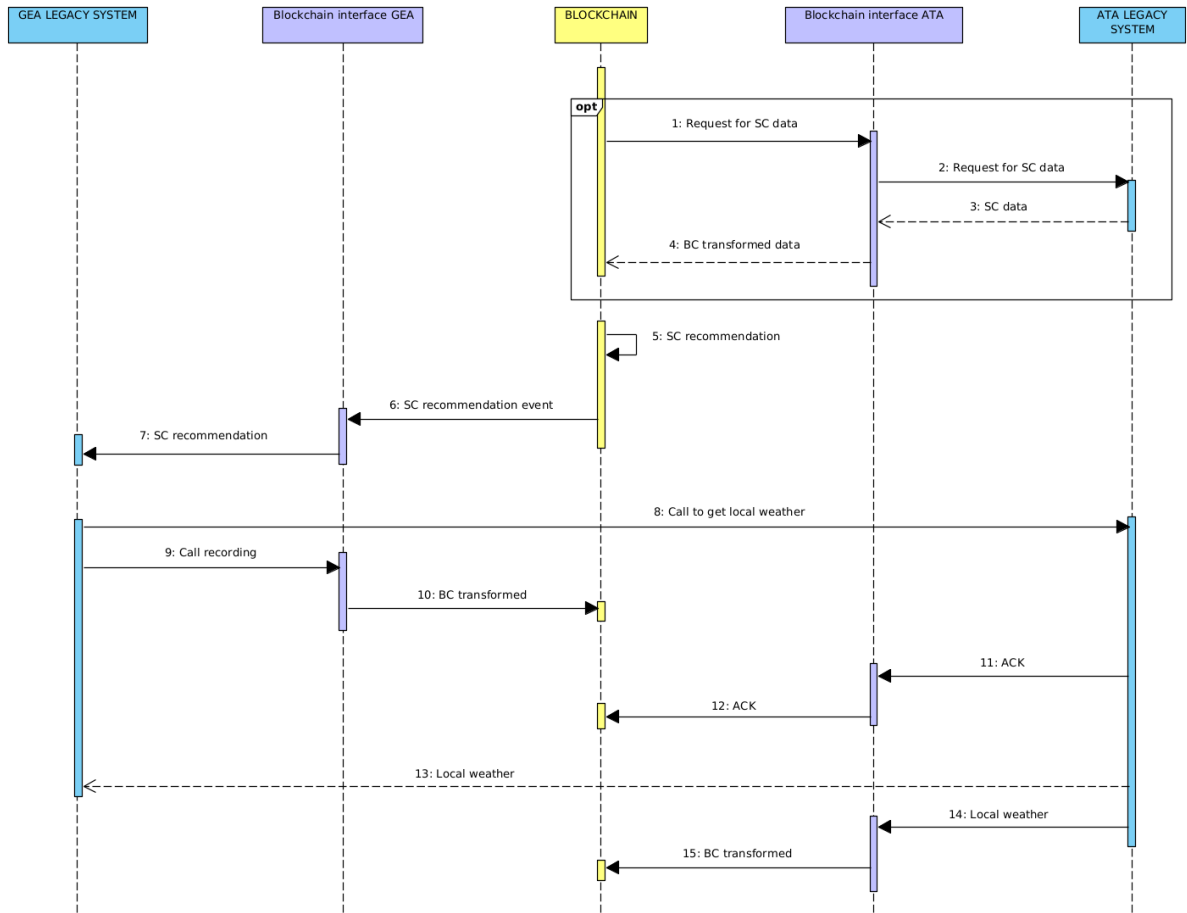 GEA LEGACY SYSTEM
Blockchain interface GEA
BLOCKCHAIN
Blockchain interface ATA
ATA LEGACY
SYSTEM
opt
1: Request for SC data
2: Request for SC data
3: SC data
4: BC transformed data
5: SC recommendation
6: SC recommendation event
7: SC recommendation
8: Call to get local weather
9: Call recording
10: BC transformed
11: ACK
12: ACK
13: Local weather
14: Local weather
15: BC transformed